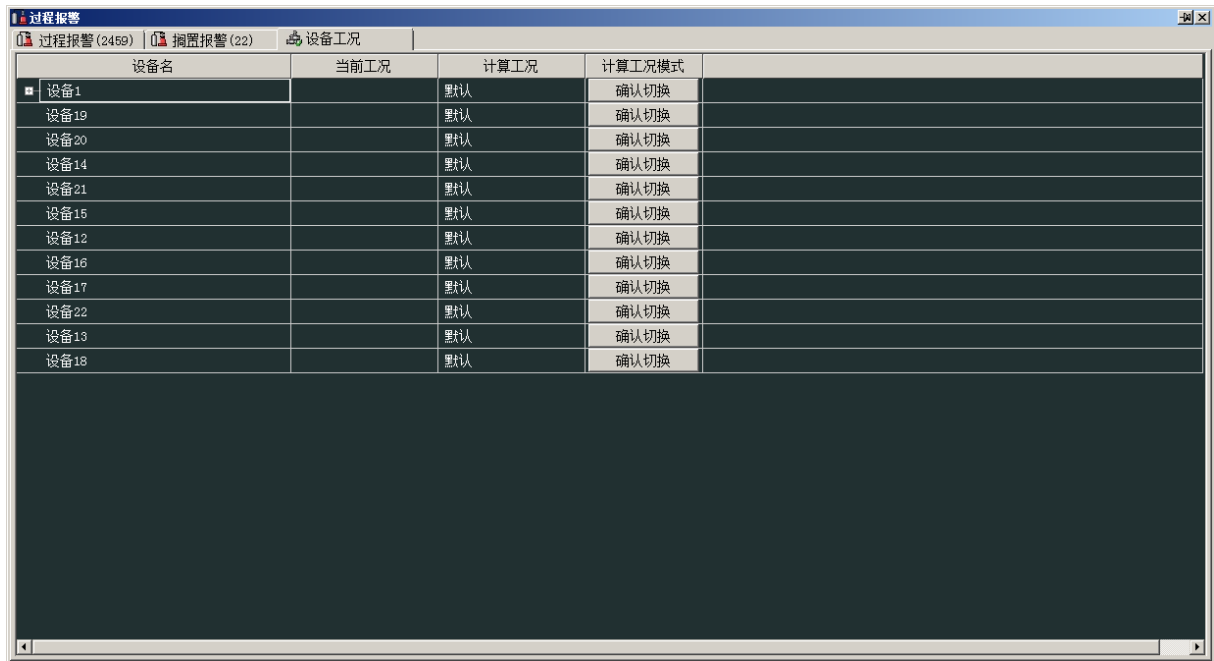 过程报警
过程报警(2459) 搁置报警(22) 设备工况
设备名 当前工况 计算工况 计算工况模式
设备1 默认 确认切换
设备19 默认 确认切换
设备20 默认 确认切换
设备14 默认 确认切换
设备21 默认 确认切换
设备15 默认 确认切换
设备12 默认 确认切换
设备16 默认 确认切换
设备17 默认 确认切换
设备22 默认 确认切换
设备13 默认 确认切换
设备18 默认 确认切换